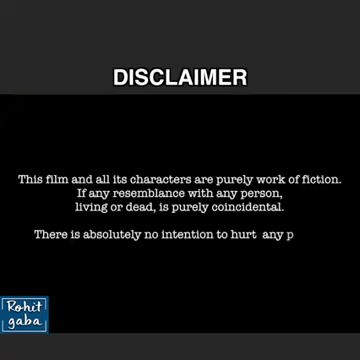 DISCLAIMER
This film and all its characters are purely work of fiction.
If any resemblance with any person,
living or dead, is purely coincidental.
There is absolutely no intention to hurt any p
Rohit
gaba